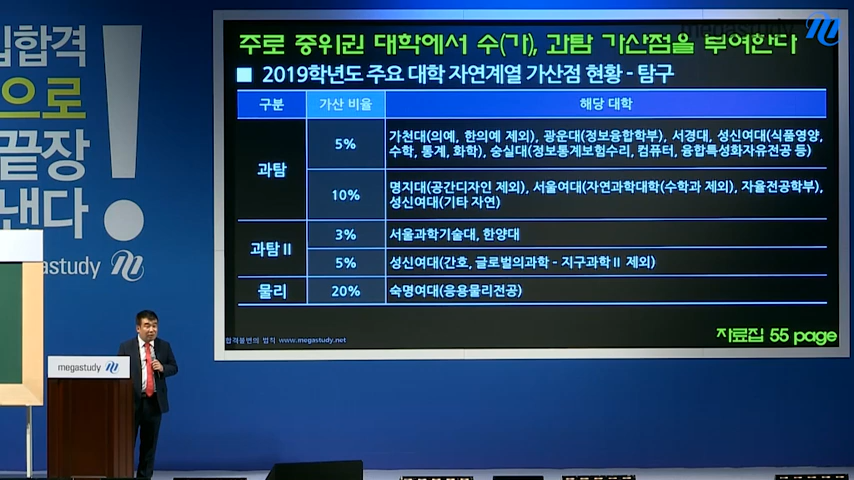 입합격
으로
끝장
낸다
!
megastudy
주로 중위권 대학에서 수(가), 과탐 가산점을 부여한다
■ 2019학년도 주요 대학 자연계열 가산점 현황 - 탐구
구분 가산 비율 해당 대학
과탐 5% 가천대(의예, 한의예 제외), 광운대(정보융합학부), 서경대, 성신여대(식품영양,
수학, 통계, 화학), 숭실대(정보통계보험수리, 컴퓨터, 융합특성화자유전공 등)
10% 명지대(공간디자인 제외), 서울여대(자연과학대학(수학과 제외), 자율전공학부),
성신여대(기타 자연)
과탐Ⅱ 3% 서울과학기술대, 한양대
5% 성신여대(간호, 글로벌의과학 - 지구과학Ⅱ 제외)
물리 20% 숙명여대(응용물리전공)
자료집 55 page
합격불변의 법칙 www.megastudy.net
astudy
megastudy